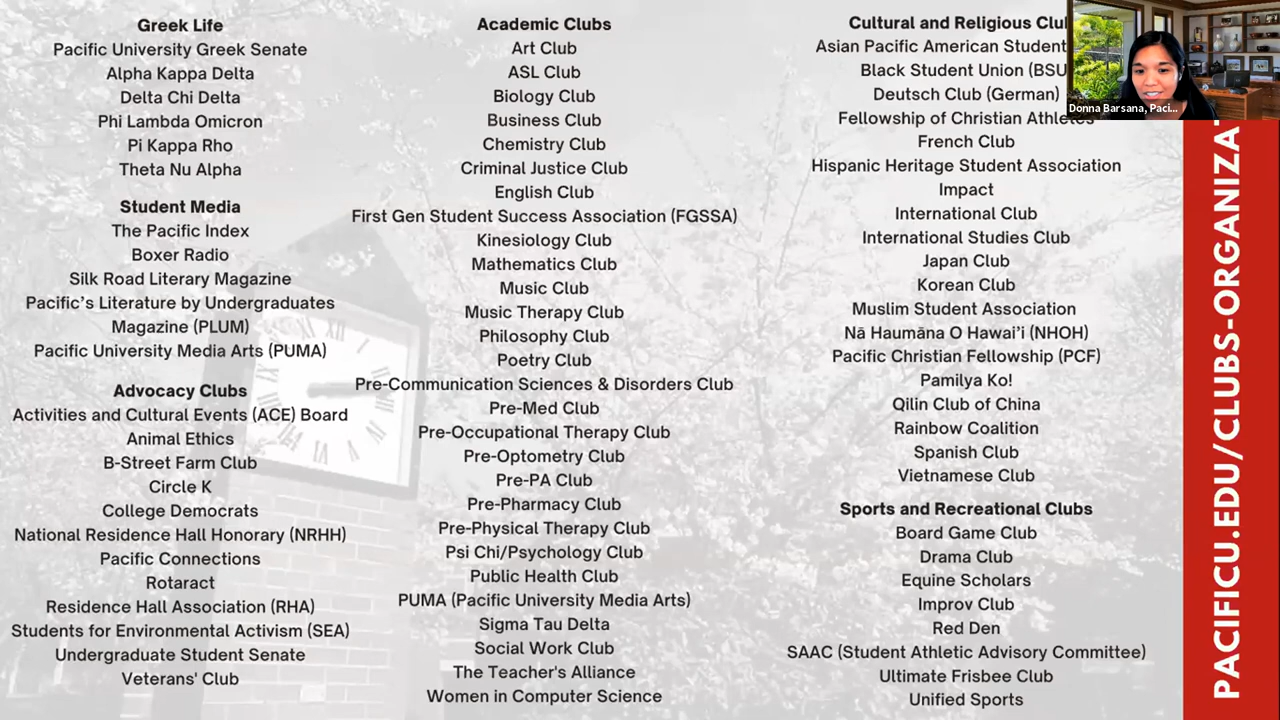 Greek Life
Pacific University Greek Senate
Alpha Kappa Delta
Delta Chi Delta
Phi Lambda Omicron
Pi Kappa Rho
Theta Nu Alpha
Student Media
The Pacific Index
Boxer Radio
Silk Road Literary Magazine
Pacific’s Literature by Undergraduates
Magazine (PLUM)
Pacific University Media Arts (PUMA)
Advocacy Clubs
Activities and Cultural Events (ACE) Board
Animal Ethics
B-Street Farm Club
Circle K
College Democrats
National Residence Hall Honorary (NRHH)
Pacific Connections
Rotaract
Residence Hall Association (RHA)
Students for Environmental Activism (SEA)
Undergraduate Student Senate
Veterans' Club
Academic Clubs
Art Club
ASL Club
Biology Club
Business Club
Chemistry Club
Criminal Justice Club
English Club
First Gen Student Success Association (FGSSA)
Kinesiology Club
Mathematics Club
Music Club
Music Therapy Club
Philosophy Club
Poetry Club
Pre-Communication Sciences & Disorders Club
Pre-Med Club
Pre-Occupational Therapy Club
Pre-Optometry Club
Pre-PA Club
Pre-Pharmacy Club
Pre-Physical Therapy Club
Psi Chi/Psychology Club
Public Health Club
PUMA (Pacific University Media Arts)
Sigma Tau Delta
Social Work Club
The Teacher's Alliance
Women in Computer Science
Cultural and Religious
Asian Pacific American Student
Black Student Union (BSU
Deutsch Club (German)
Fellowship of Christian Athletes
French Club
Hispanic Heritage Student Association
Impact
International Club
International Studies Club
Japan Club
Korean Club
Muslim Student Association
Nā Haumāna O Hawai’i (NHOH)
Pacific Christian Fellowship (PCF)
Pamilya Ko!
Qilin Club of China
Rainbow Coalition
Spanish Club
Vietnamese Club
Sports and Recreational Clubs
Board Game Club
Drama Club
Equine Scholars
Improv Club
Red Den
SAAC (Student Athletic Advisory Committee)
Ultimate Frisbee Club
Unified Sports
Donna Barsana, Paci...
PACIFICU.EDU/CLUBS-ORGANIZA